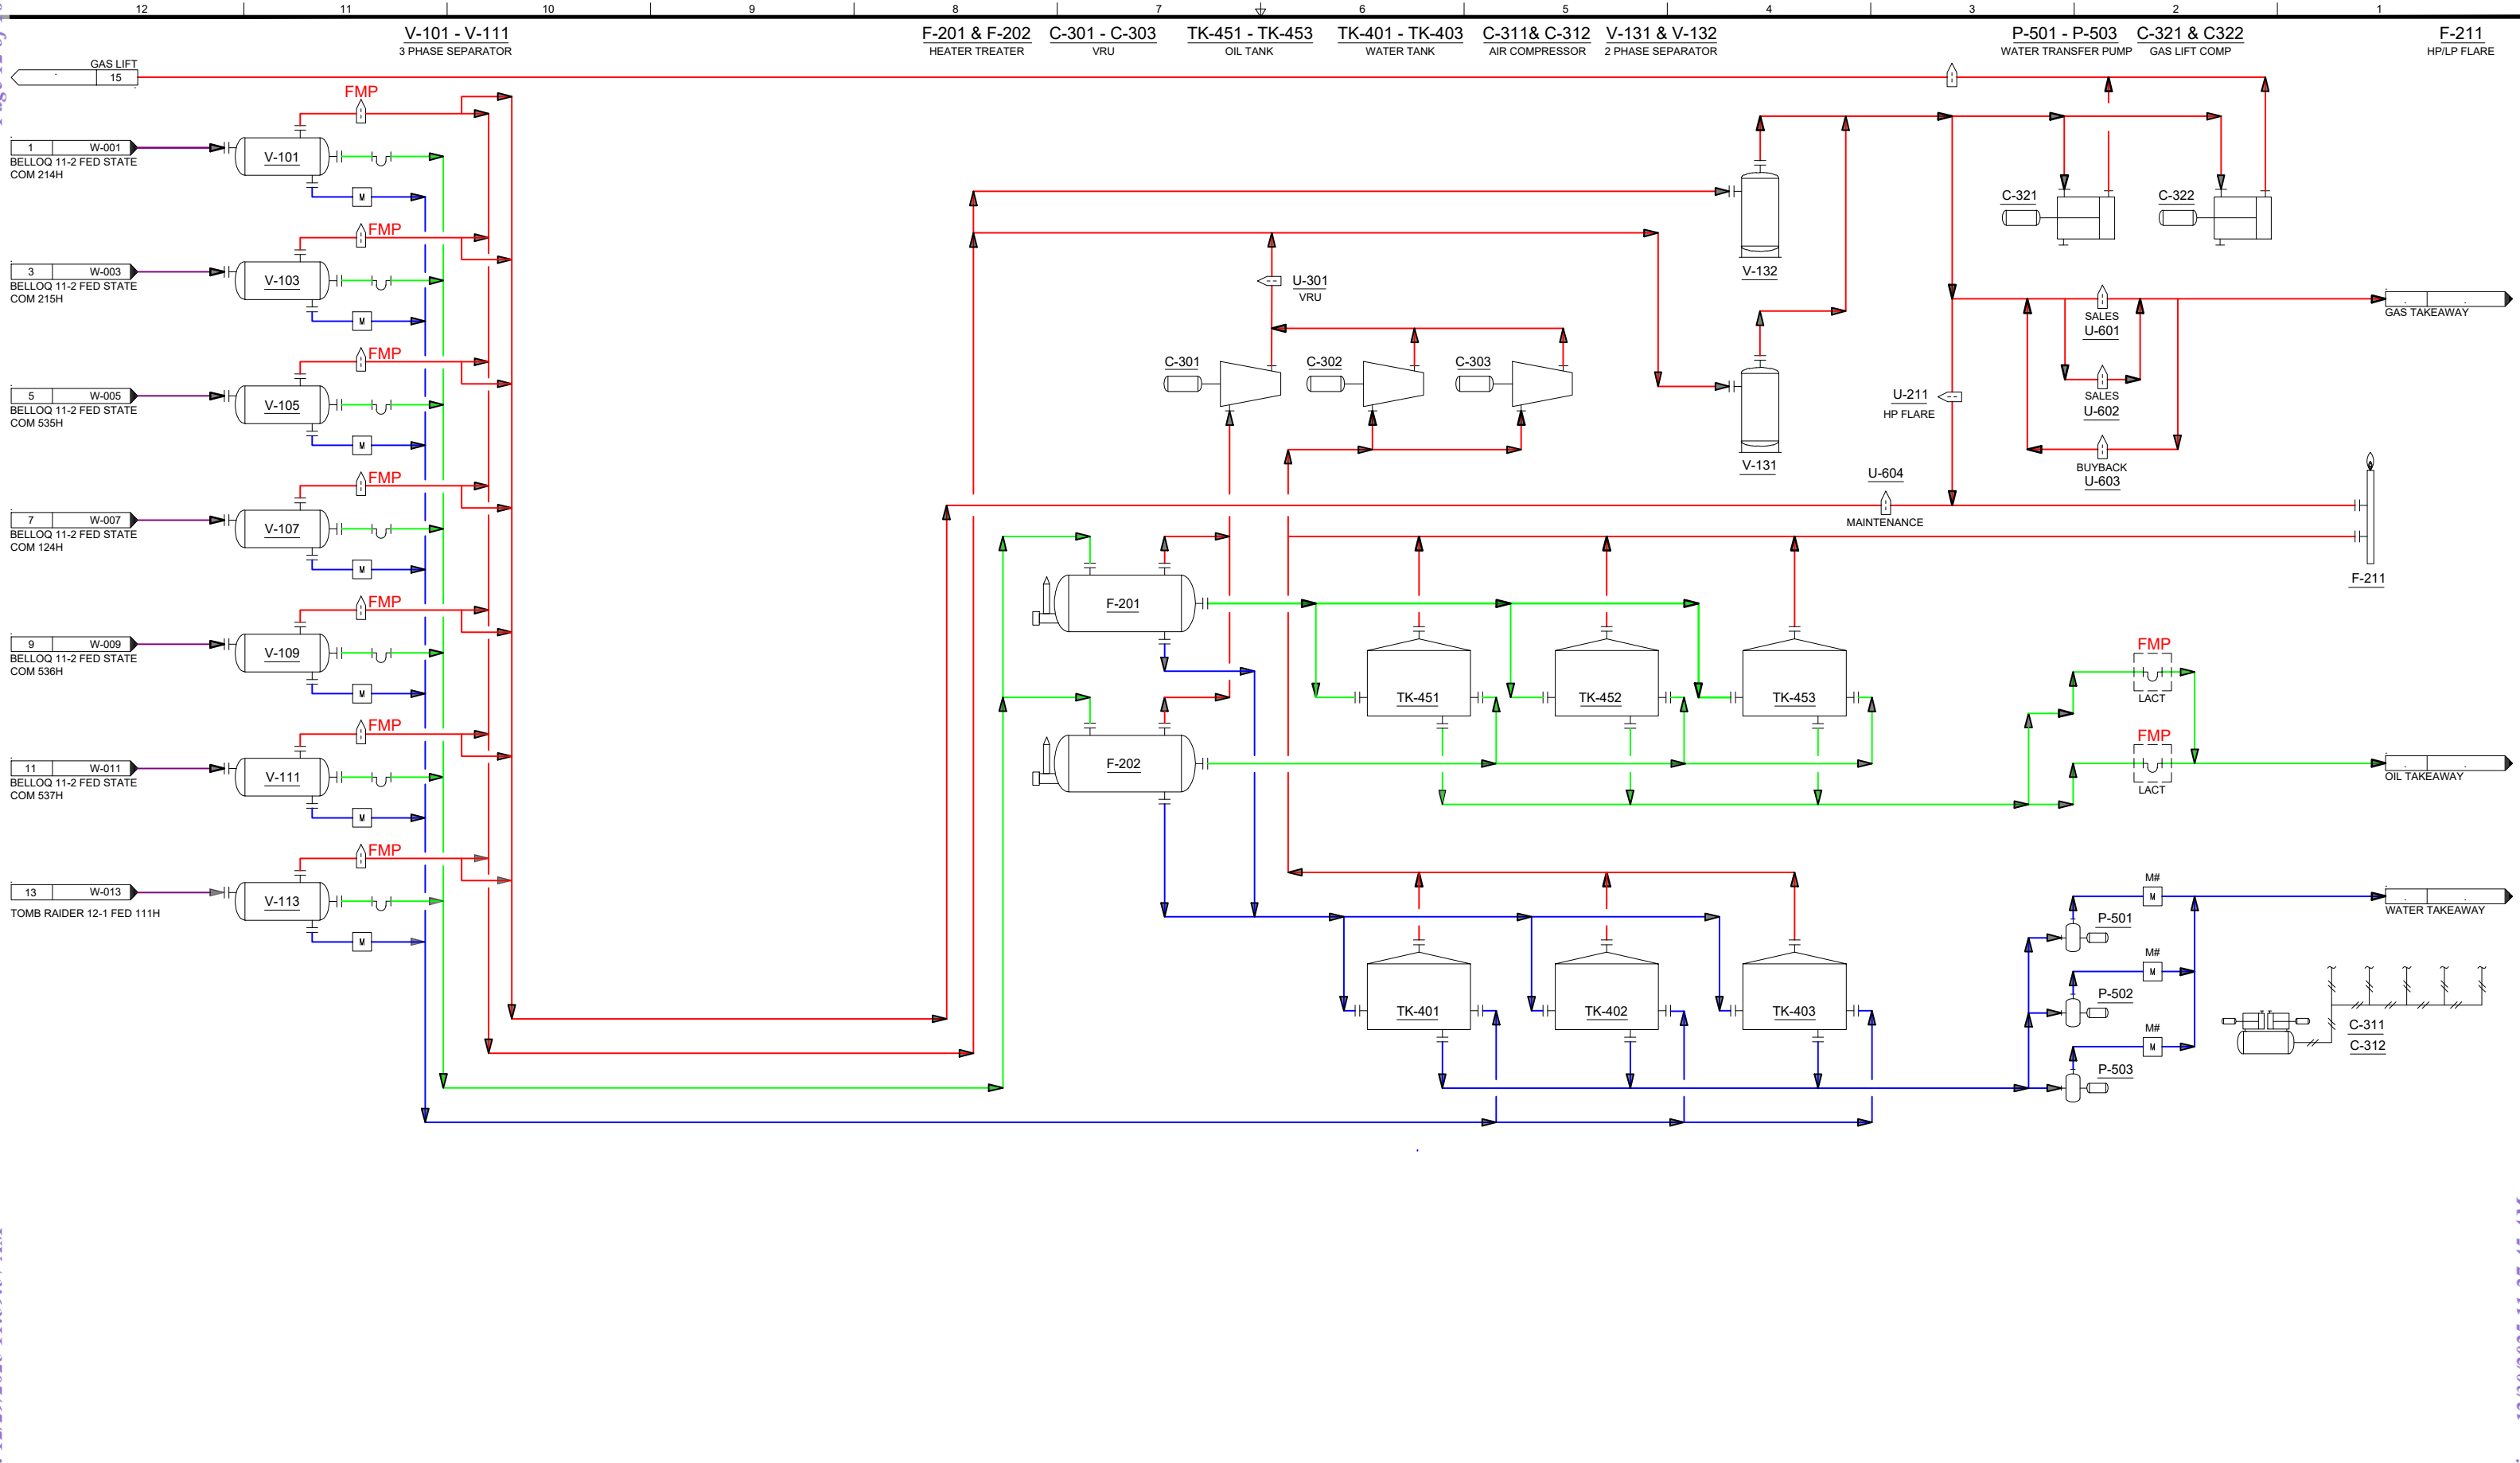 12 11 10 9 8 7 6 5 4 3 2 1
V-101 - V-111
3 PHASE SEPARATOR
F-201 & F-202
HEATER TREATER
C-301 - C-303
VRU
TK-451 - TK-453
OIL TANK
TK-401 - TK-403
WATER TANK
C-311& C-312
AIR COMPRESSOR
V-131 & V-132
2 PHASE SEPARATOR
P-501 - P-503
WATER TRANSFER PUMP
C-321 & C322
GAS LIFT COMP
F-211
HP/LP FLARE
GAS LIFT
15
FMP
1 W-001
BELLOQ 11-2 FED STATE
COM 214H
V-101
M
FMP
3 W-003
BELLOQ 11-2 FED STATE
COM 215H
V-103
M
FMP
5 W-005
BELLOQ 11-2 FED STATE
COM 535H
V-105
M
FMP
7 W-007
BELLOQ 11-2 FED STATE
COM 124H
V-107
M
FMP
9 W-009
BELLOQ 11-2 FED STATE
COM 536H
V-109
M
FMP
11 W-011
BELLOQ 11-2 FED STATE
COM 537H
V-111
M
FMP
13 W-013
TOMB RAIDER 12-1 FED 111H
V-113
M
V-132
V-131
U-301
VRU
C-301
C-302
C-303
C-321
C-322
SALES
U-601
SALES
U-602
BUYBACK
U-603
GAS TAKEAWAY
U-211
HP FLARE
U-604
MAINTENANCE
F-211
F-201
F-202
TK-451
TK-452
TK-453
FMP
LACT
FMP
LACT
OIL TAKEAWAY
TK-401
TK-402
TK-403
M#
M
P-501
M#
M
P-502
M#
M
P-503
WATER TAKEAWAY
C-311
C-312